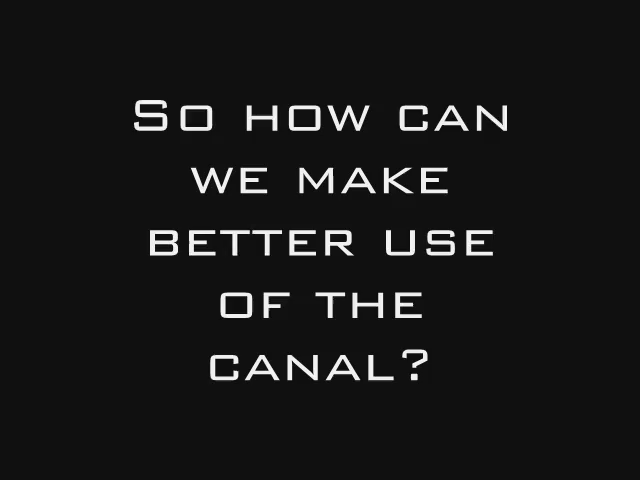 So how can
we make
better use
of the
canal?